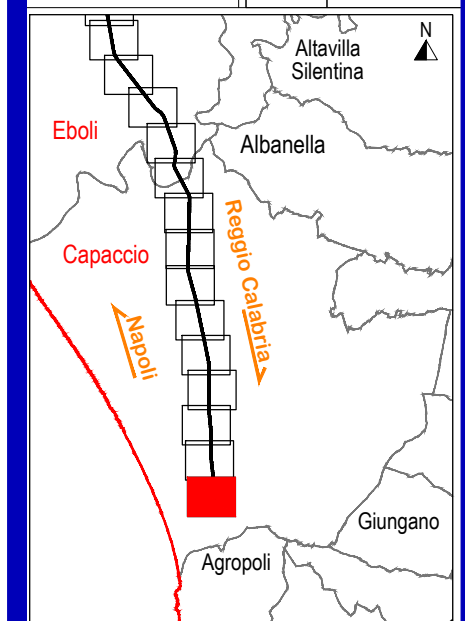 N
Altavilla
Silentina
Eboli
Albanella
Reggio Calabria
Capaccio
Napoli
Giungano
Agropoli